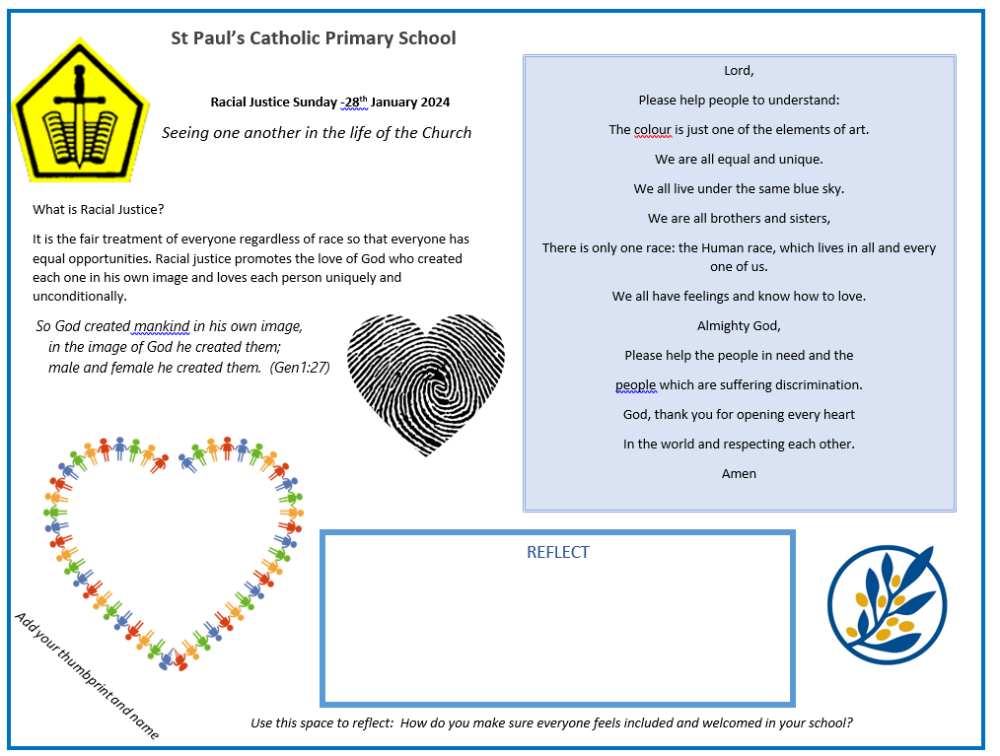 St Paul's Catholic Primary School
Racial Justice Sunday -28th January 2024
Seeing one another in the life of the Church
What is Racial Justice?
It is the fair treatment of everyone regardless of race so that everyone has
equal opportunities. Racial justice promotes the love of God who created
each one in his own image and loves each person uniquely and
unconditionally.
So God created mankind in his own image,
in the image of God he created them;
male and female he created them. (Gen1:27)
Lord,
Please help people to understand:
The colour is just one of the elements of art.
We are all equal and unique.
We all live under the same blue sky.
We are all brothers and sisters,
There is only one race: the Human race, which lives in all and every
one of us.
We all have feelings and know how to love.
Almighty God,
Please help the people in need and the
people which are suffering discrimination.
God, thank you for opening every heart
In the world and respecting each other.
Amen
Add your thumbprint and name
REFLECT
Use this space to reflect: How do you make sure everyone feels included and welcomed in your school?